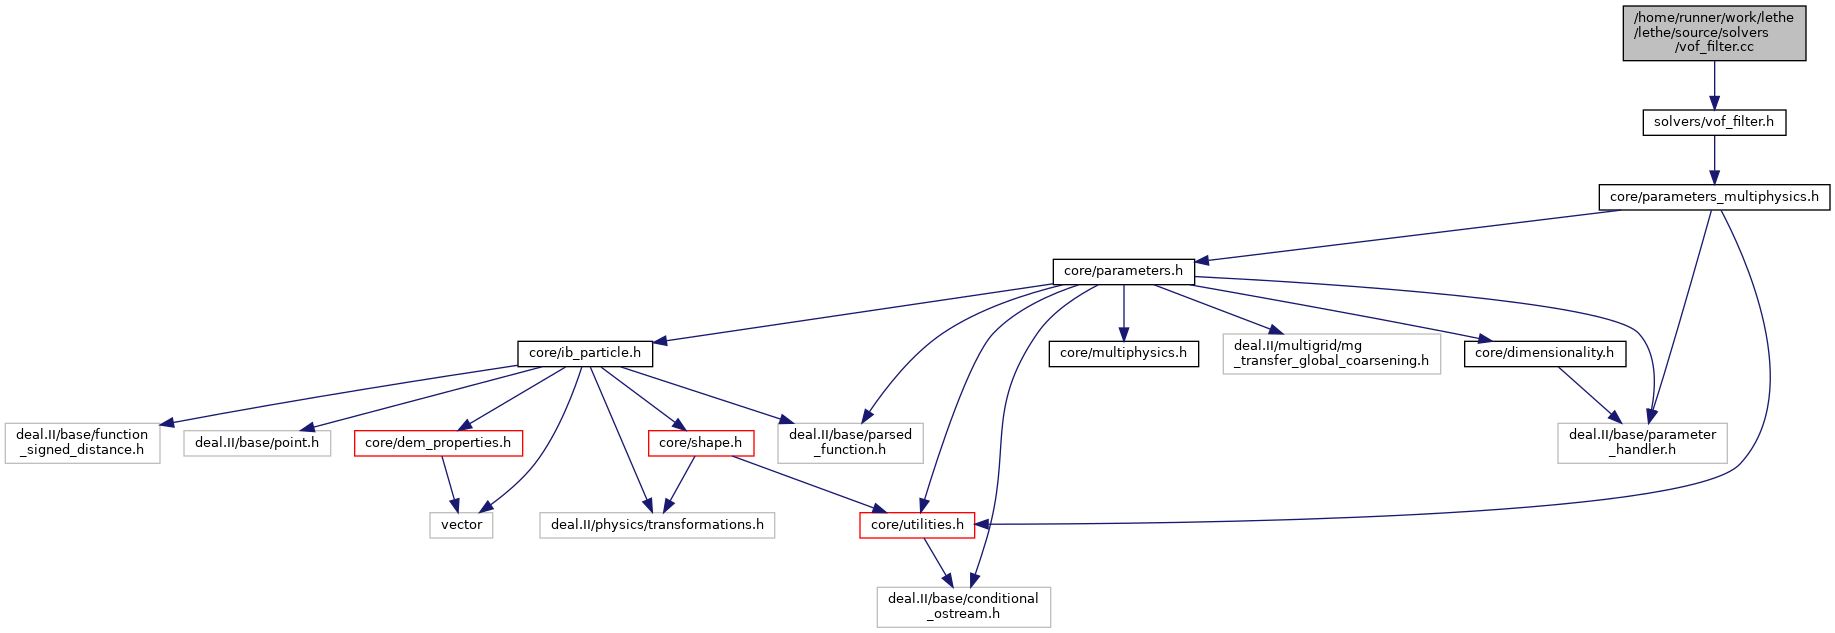 /home/runner/work/lethe
/lethe/source/solvers
/vof_filter.cc
solvers/vof_filter.h
core/parameters_multiphysics.h
core/parameters.h
core/ib_particle.h
core/multiphysics.h
deal.II/multigrid/mg
_transfer_global_coarsening.h
core/dimensionality.h
deal.II/base/function
_signed_distance.h
deal.II/base/point.h
core/dem_properties.h
core/shape.h
deal.II/base/parsed
_function.h
deal.II/base/parameter
_handler.h
vector
deal.II/physics/transformations.h
core/utilities.h
deal.II/base/conditional
_ostream.h